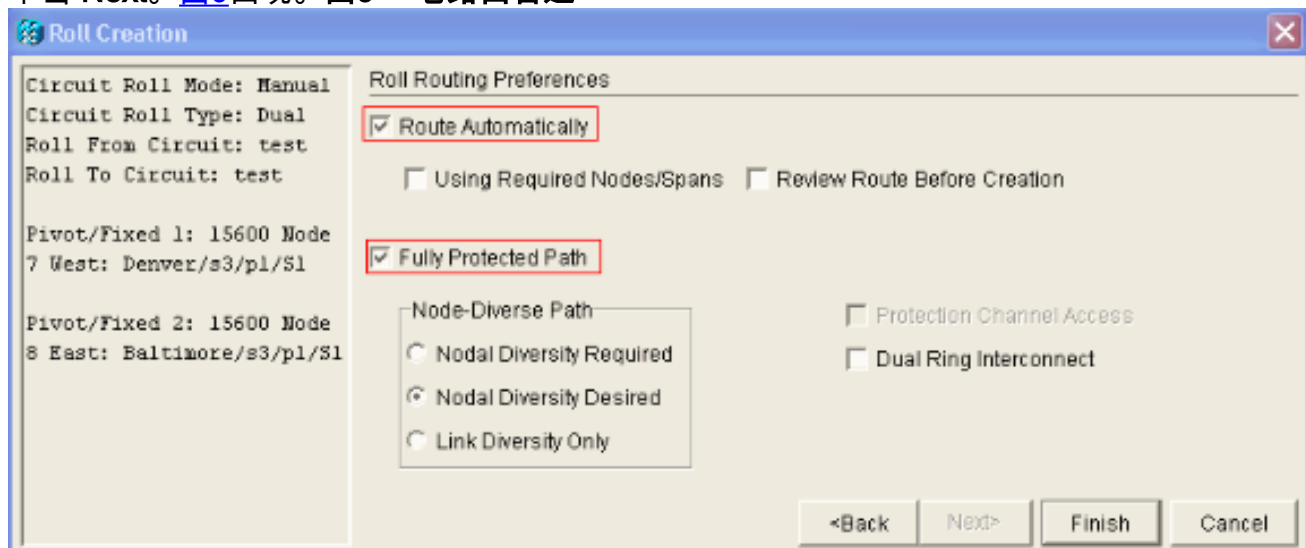 Roll Creation
Circuit Roll Mode: Manual
Circuit Roll Type: Dual
Roll From Circuit: test
Roll To Circuit: test
Pivot/Fixed 1: 15600 Node
7 West: Denver/s3/p1/S1
Pivot/Fixed 2: 15600 Node
8 East: Baltimore/s3/p1/S1
Roll Routing Preferences
Route Automatically
Using Required Nodes/Spans Review Route Before Creation
Fully Protected Path
Node-Diverse Path
Nodal Diversity Required
Nodal Diversity Desired
Link Diversity Only
Protection Channel Access
Dual Ring Interconnect
<Back Next> Finish Cancel